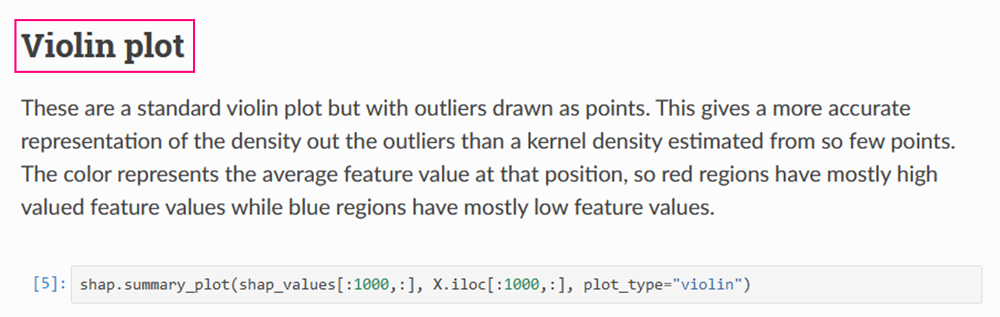 Violin plot
These are a standard violin plot but with outliers drawn as points. This gives a more accurate
representation of the density out the outliers than a kernel density estimated from so few points.
The color represents the average feature value at that position, so red regions have mostly high
valued feature values while blue regions have mostly low feature values.
[5]: shap.summary_plot(shap_values[:1000,:], X.iloc[:1000,:], plot_type="violin")